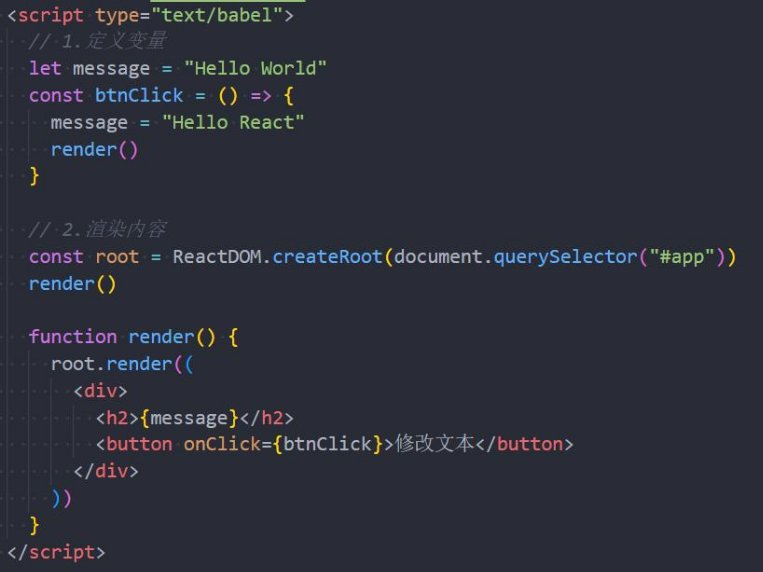 <script type="text/babel">
  // 1.定义变量
  let message = "Hello World"
  const btnClick = () => {
    message = "Hello React"
    render()
  }

  // 2.渲染内容
  const root = ReactDOM.createRoot(document.querySelector("#app"))
  render()

  function render() {
    root.render((
      <div>
        <h2>{message}</h2>
        <button onClick={btnClick}>修改文本</button>
      </div>
    ))
  }
</script>